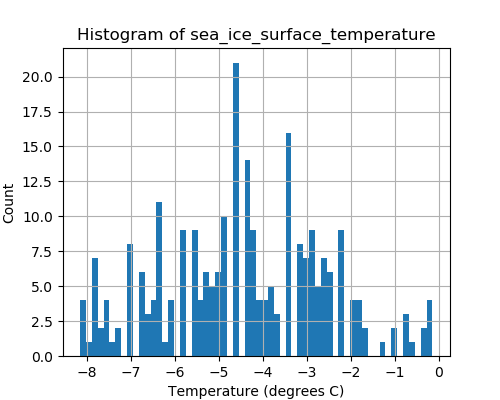 Histogram of sea_ice_surface_temperature
20.0
17.5
15.0
12.5
10.0
7.5
5.0
2.5
0.0
Count
−8 −7 −6 −5 −4 −3 −2 −1 0
Temperature (degrees C)